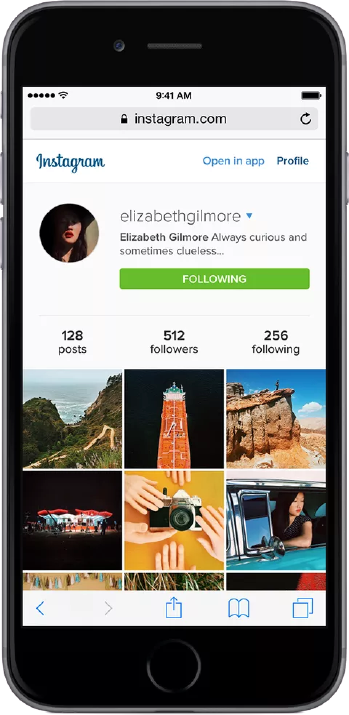 9:41 AM
instagram.com
Instagram
Open in app
Profile
elizabethgilmore
Elizabeth Gilmore Always curious and
sometimes clueless...
FOLLOWING
128
posts
512
followers
256
following